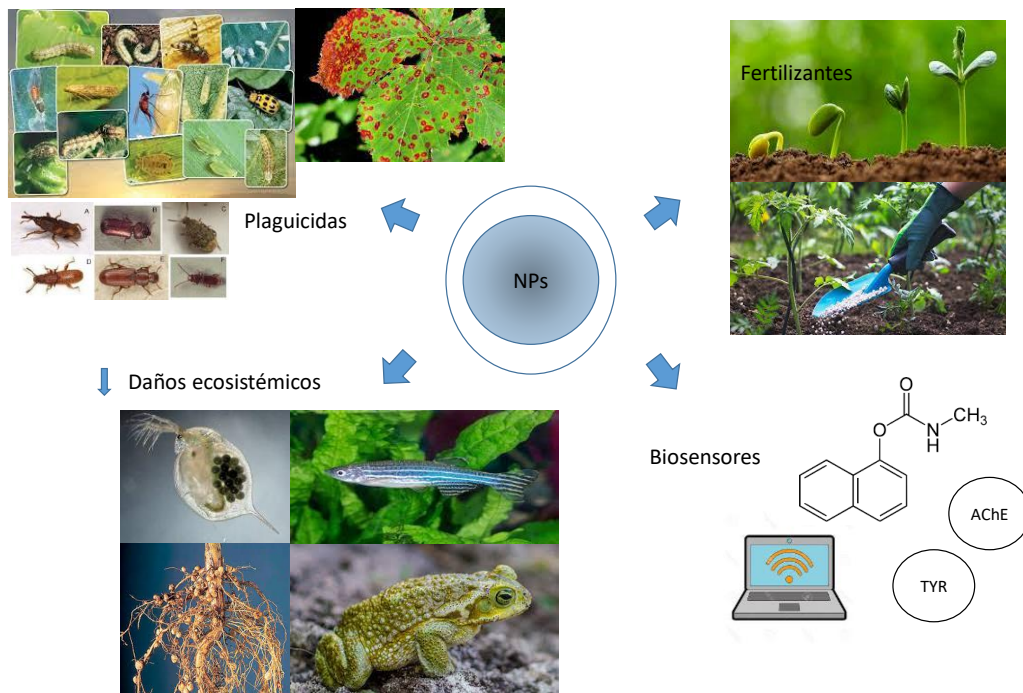 Fertilizantes
A
B
C
Plaguicidas
D
E
F
NPs
Daños ecosistémicos
Biosensores
O
O
N
H
CH3
AChE
TYR